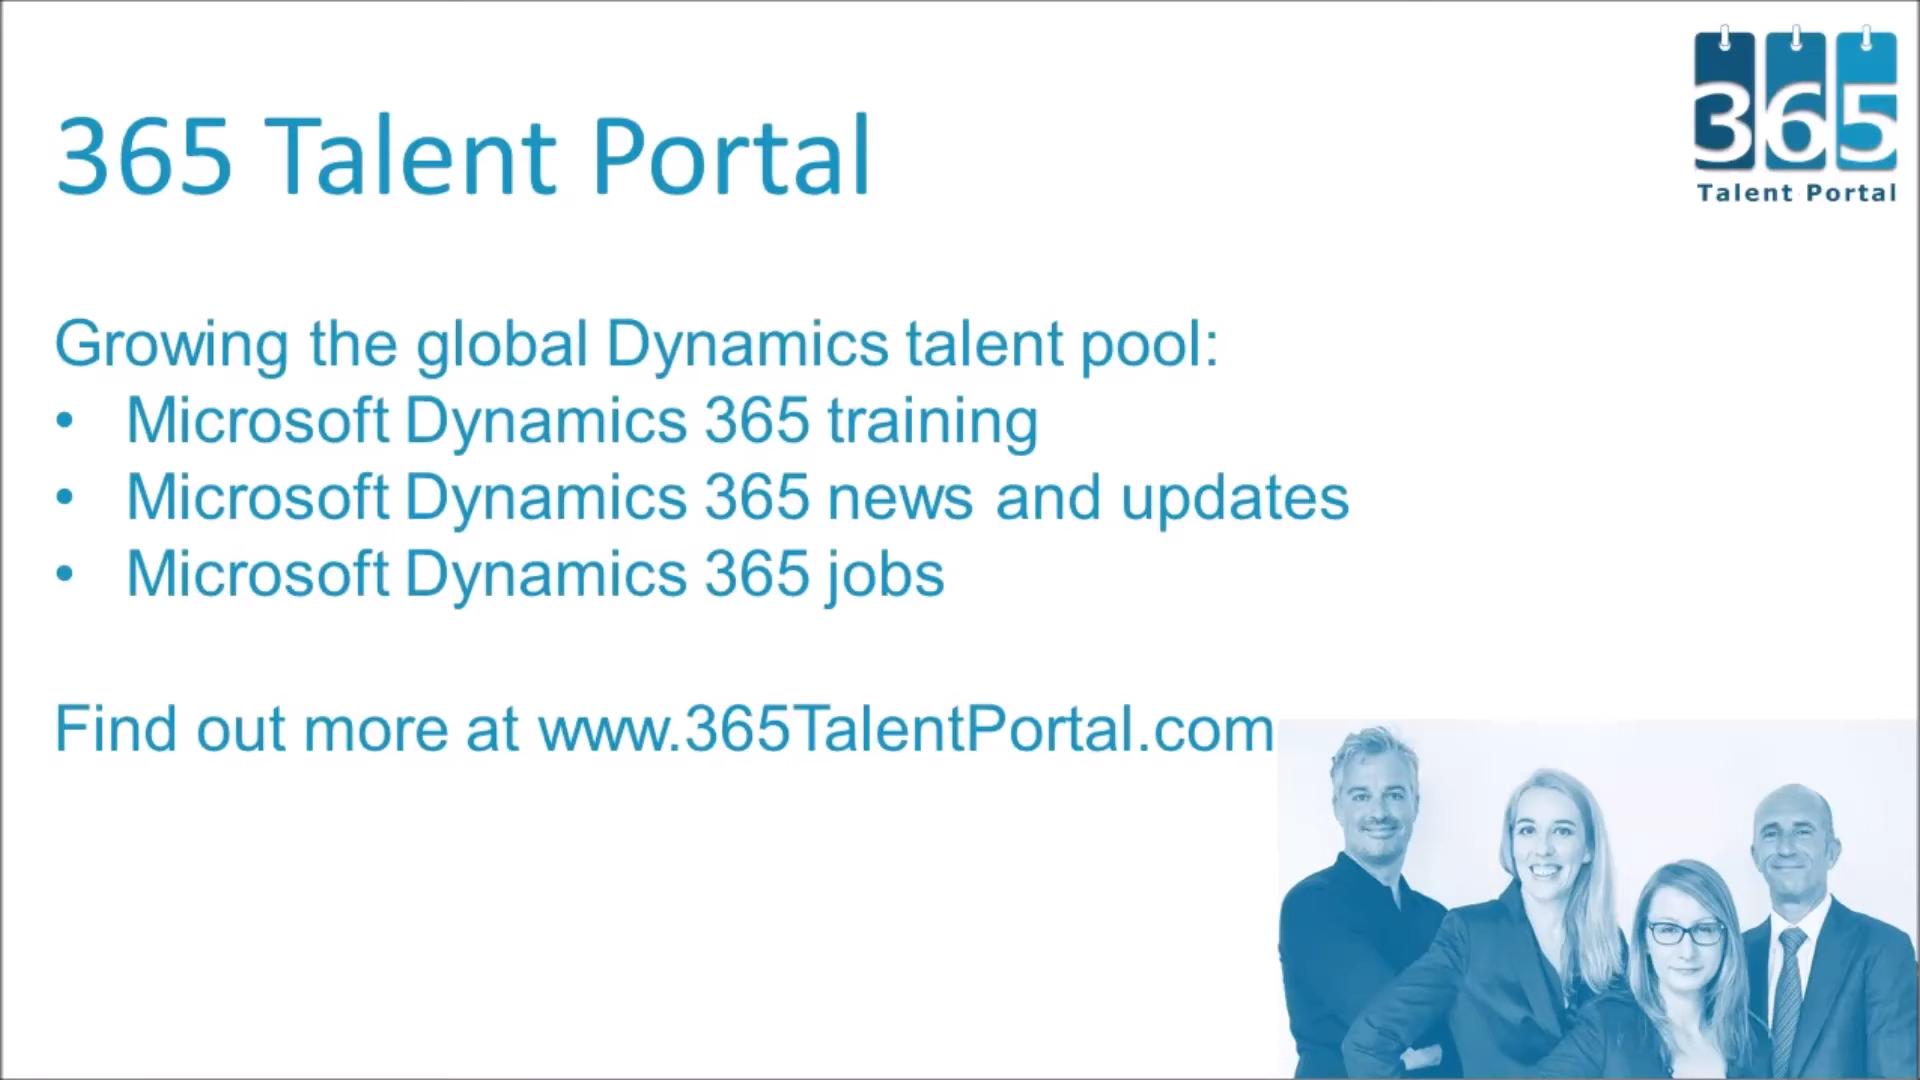 365 Talent Portal
365
Talent Portal
Growing the global Dynamics talent pool:
• Microsoft Dynamics 365 training
• Microsoft Dynamics 365 news and updates
• Microsoft Dynamics 365 jobs
Find out more at www.365TalentPortal.com